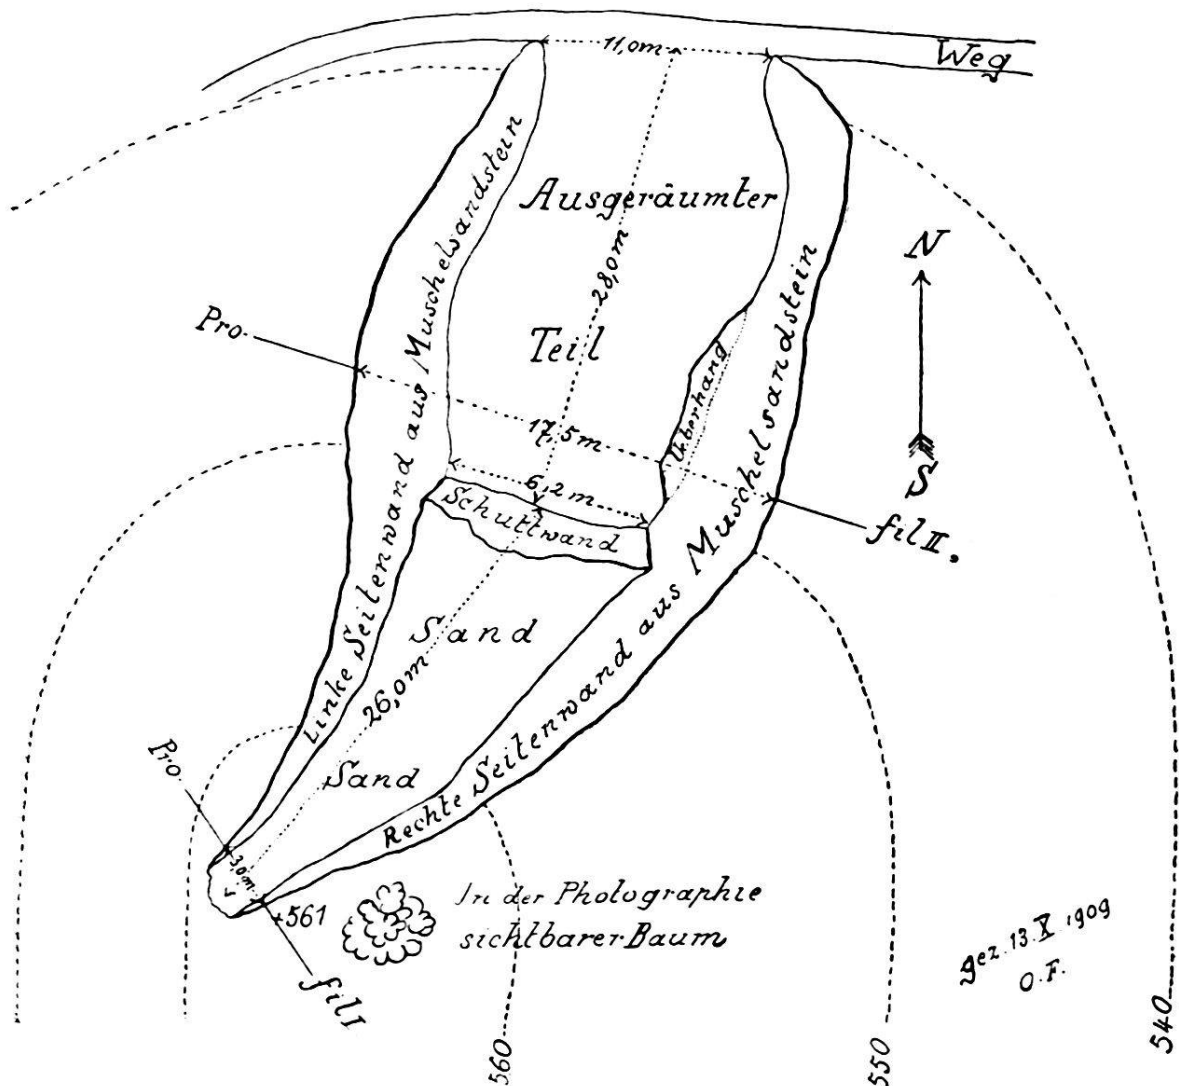 11,0m
Weg
Ausgeräumter
Teil
28,0m
N
S
Pro-
fil II,
17,5m
6,2 m
Ueberhand
Schuttwand
Linke Seitenwand aus Muschelsandstein
Rechte Seitenwand aus Muschelsandstein
Sand
26,0m
Sand
Pro-
fil I
3,0m
+561
In der Photographie
sichtbarer Baum
gez. 13. X. 1909
O. F.
560
550
540